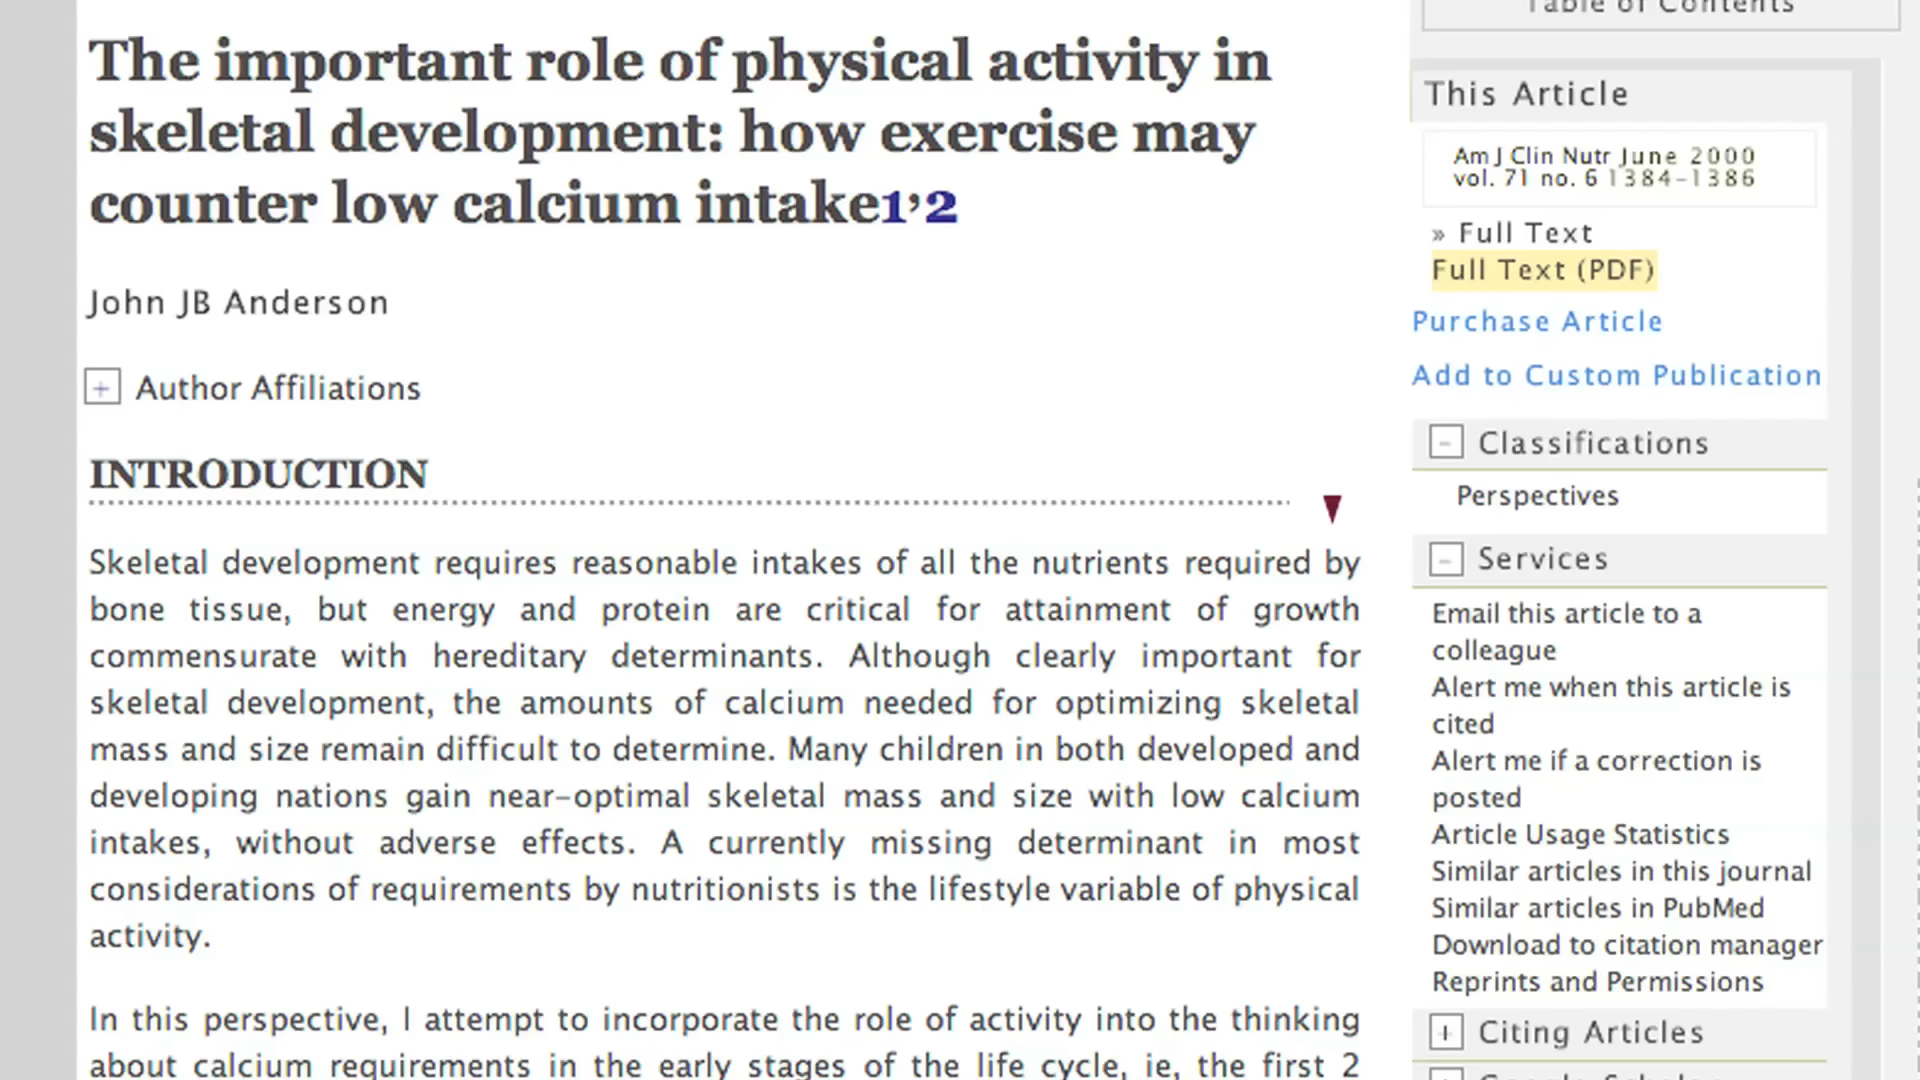 The important role of physical activity in
skeletal development: how exercise may
counter low calcium intake1,2
John JB Anderson
+ Author Affiliations
INTRODUCTION
Skeletal development requires reasonable intakes of all the nutrients required by
bone tissue, but energy and protein are critical for attainment of growth
commensurate with hereditary determinants. Although clearly important for
skeletal development, the amounts of calcium needed for optimizing skeletal
mass and size remain difficult to determine. Many children in both developed and
developing nations gain near-optimal skeletal mass and size with low calcium
intakes, without adverse effects. A currently missing determinant in most
considerations of requirements by nutritionists is the lifestyle variable of physical
activity.
In this perspective, I attempt to incorporate the role of activity into the thinking
about calcium requirements in the early stages of the life cycle, ie, the first 2
Table of Contents
This Article
Am J Clin Nutr June 2000
vol. 71 no. 6 1384-1386
» Full Text
Full Text (PDF)
Purchase Article
Add to Custom Publication
- Classifications
Perspectives
- Services
Email this article to a
colleague
Alert me when this article is
cited
Alert me if a correction is
posted
Article Usage Statistics
Similar articles in this journal
Similar articles in PubMed
Download to citation manager
Reprints and Permissions
+ Citing Articles